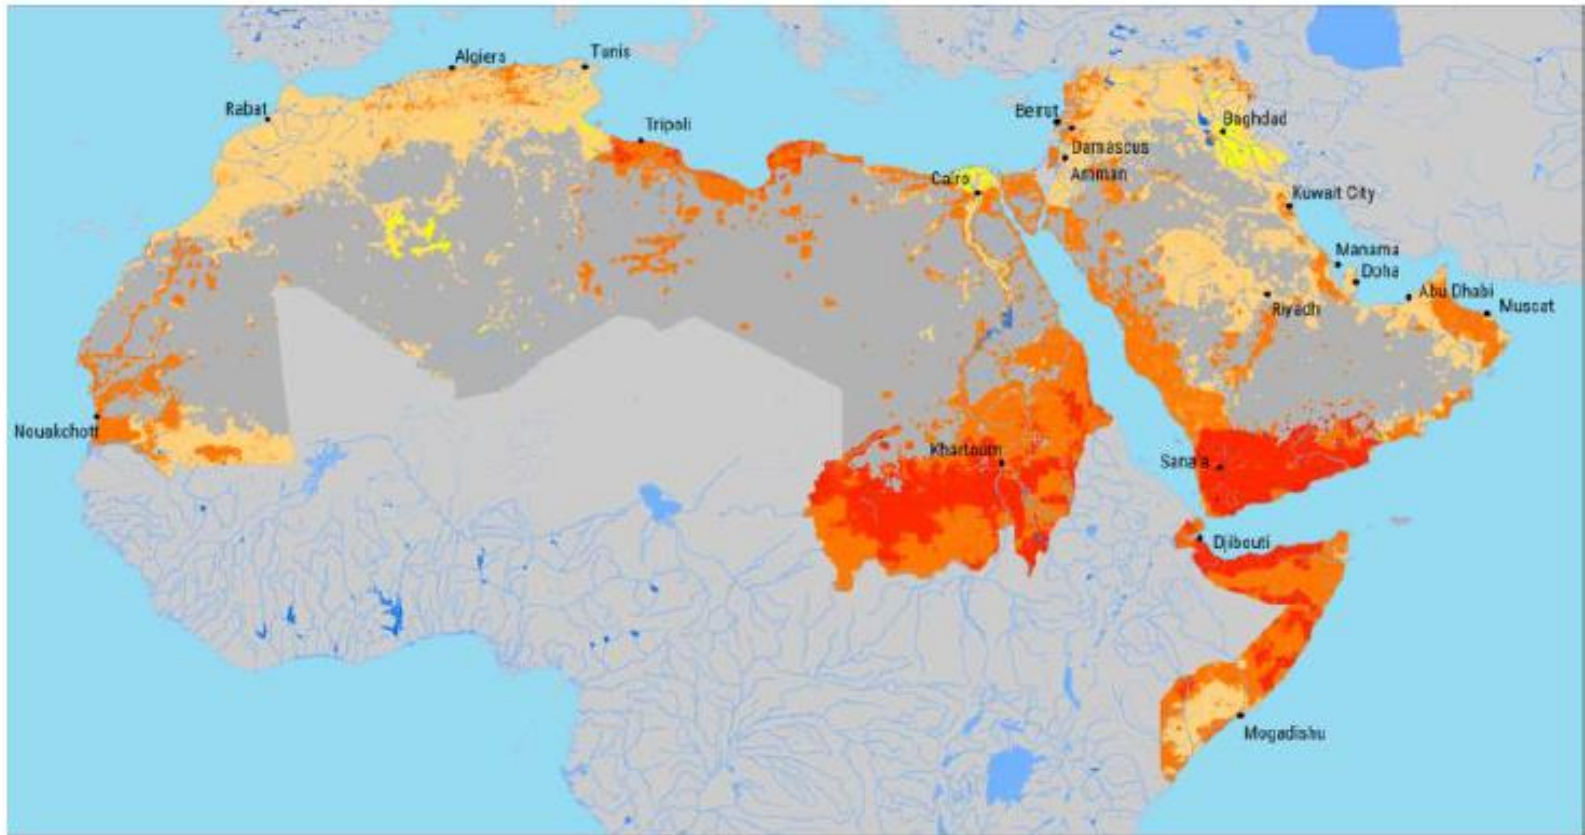 Algiers
Tunis
Rabat
Tripoli
Beirut
Baghdad
Damascus
Amman
Cairo
Kuwait City
Manama
Doha
Abu Dhabi
Riyadh
Muscat
Nouakchott
Khartoum
Sana'a
Djibouti
Mogadishu